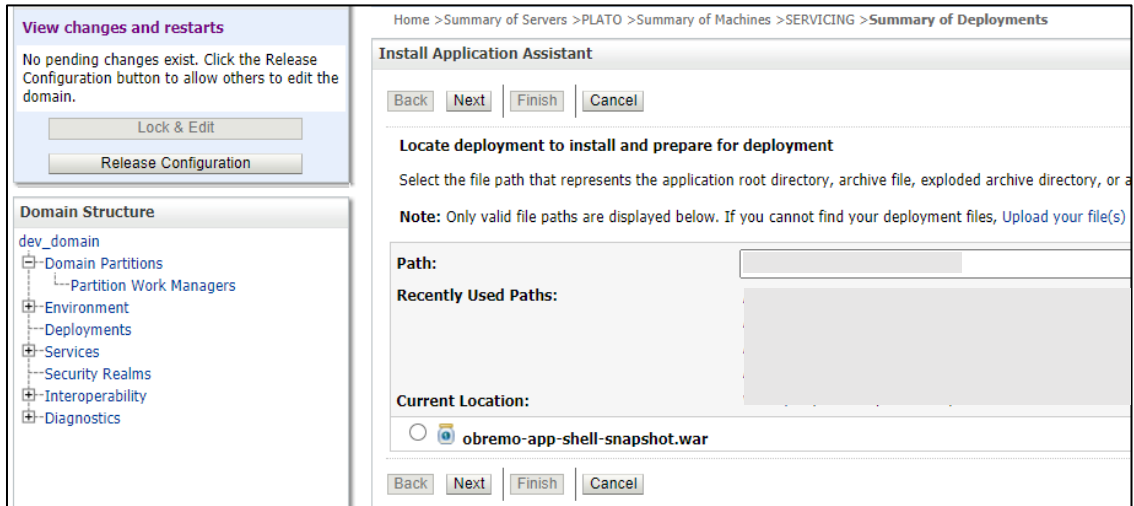 View changes and restarts
No pending changes exist. Click the Release
Configuration button to allow others to edit the
domain.
Lock & Edit
Release Configuration
Domain Structure
dev_domain
Domain Partitions
Partition Work Managers
Environment
Deployments
Services
Security Realms
Interoperability
Diagnostics
Home >Summary of Servers >PLATO >Summary of Machines >SERVICING >Summary of Deployments
Install Application Assistant
Back Next Finish Cancel
Locate deployment to install and prepare for deployment
Select the file path that represents the application root directory, archive file, exploded archive directory, or a
Note: Only valid file paths are displayed below. If you cannot find your deployment files, Upload your file(s)
Path:
Recently Used Paths:
Current Location:
obremo-app-shell-snapshot.war
Back Next Finish Cancel